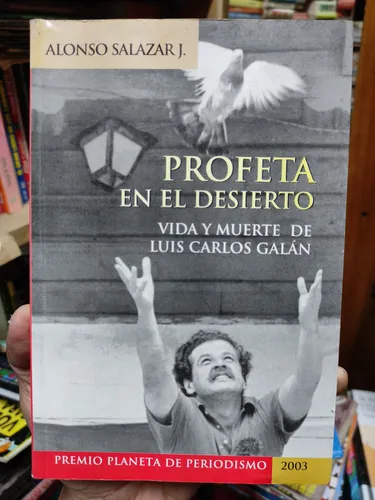 ALONSO SALAZAR J.
PROFETA
EN EL DESIERTO
VIDA Y MUERTE DE
LUIS CARLOS GALÁN
PREMIO PLANETA DE PERIODISMO 2003